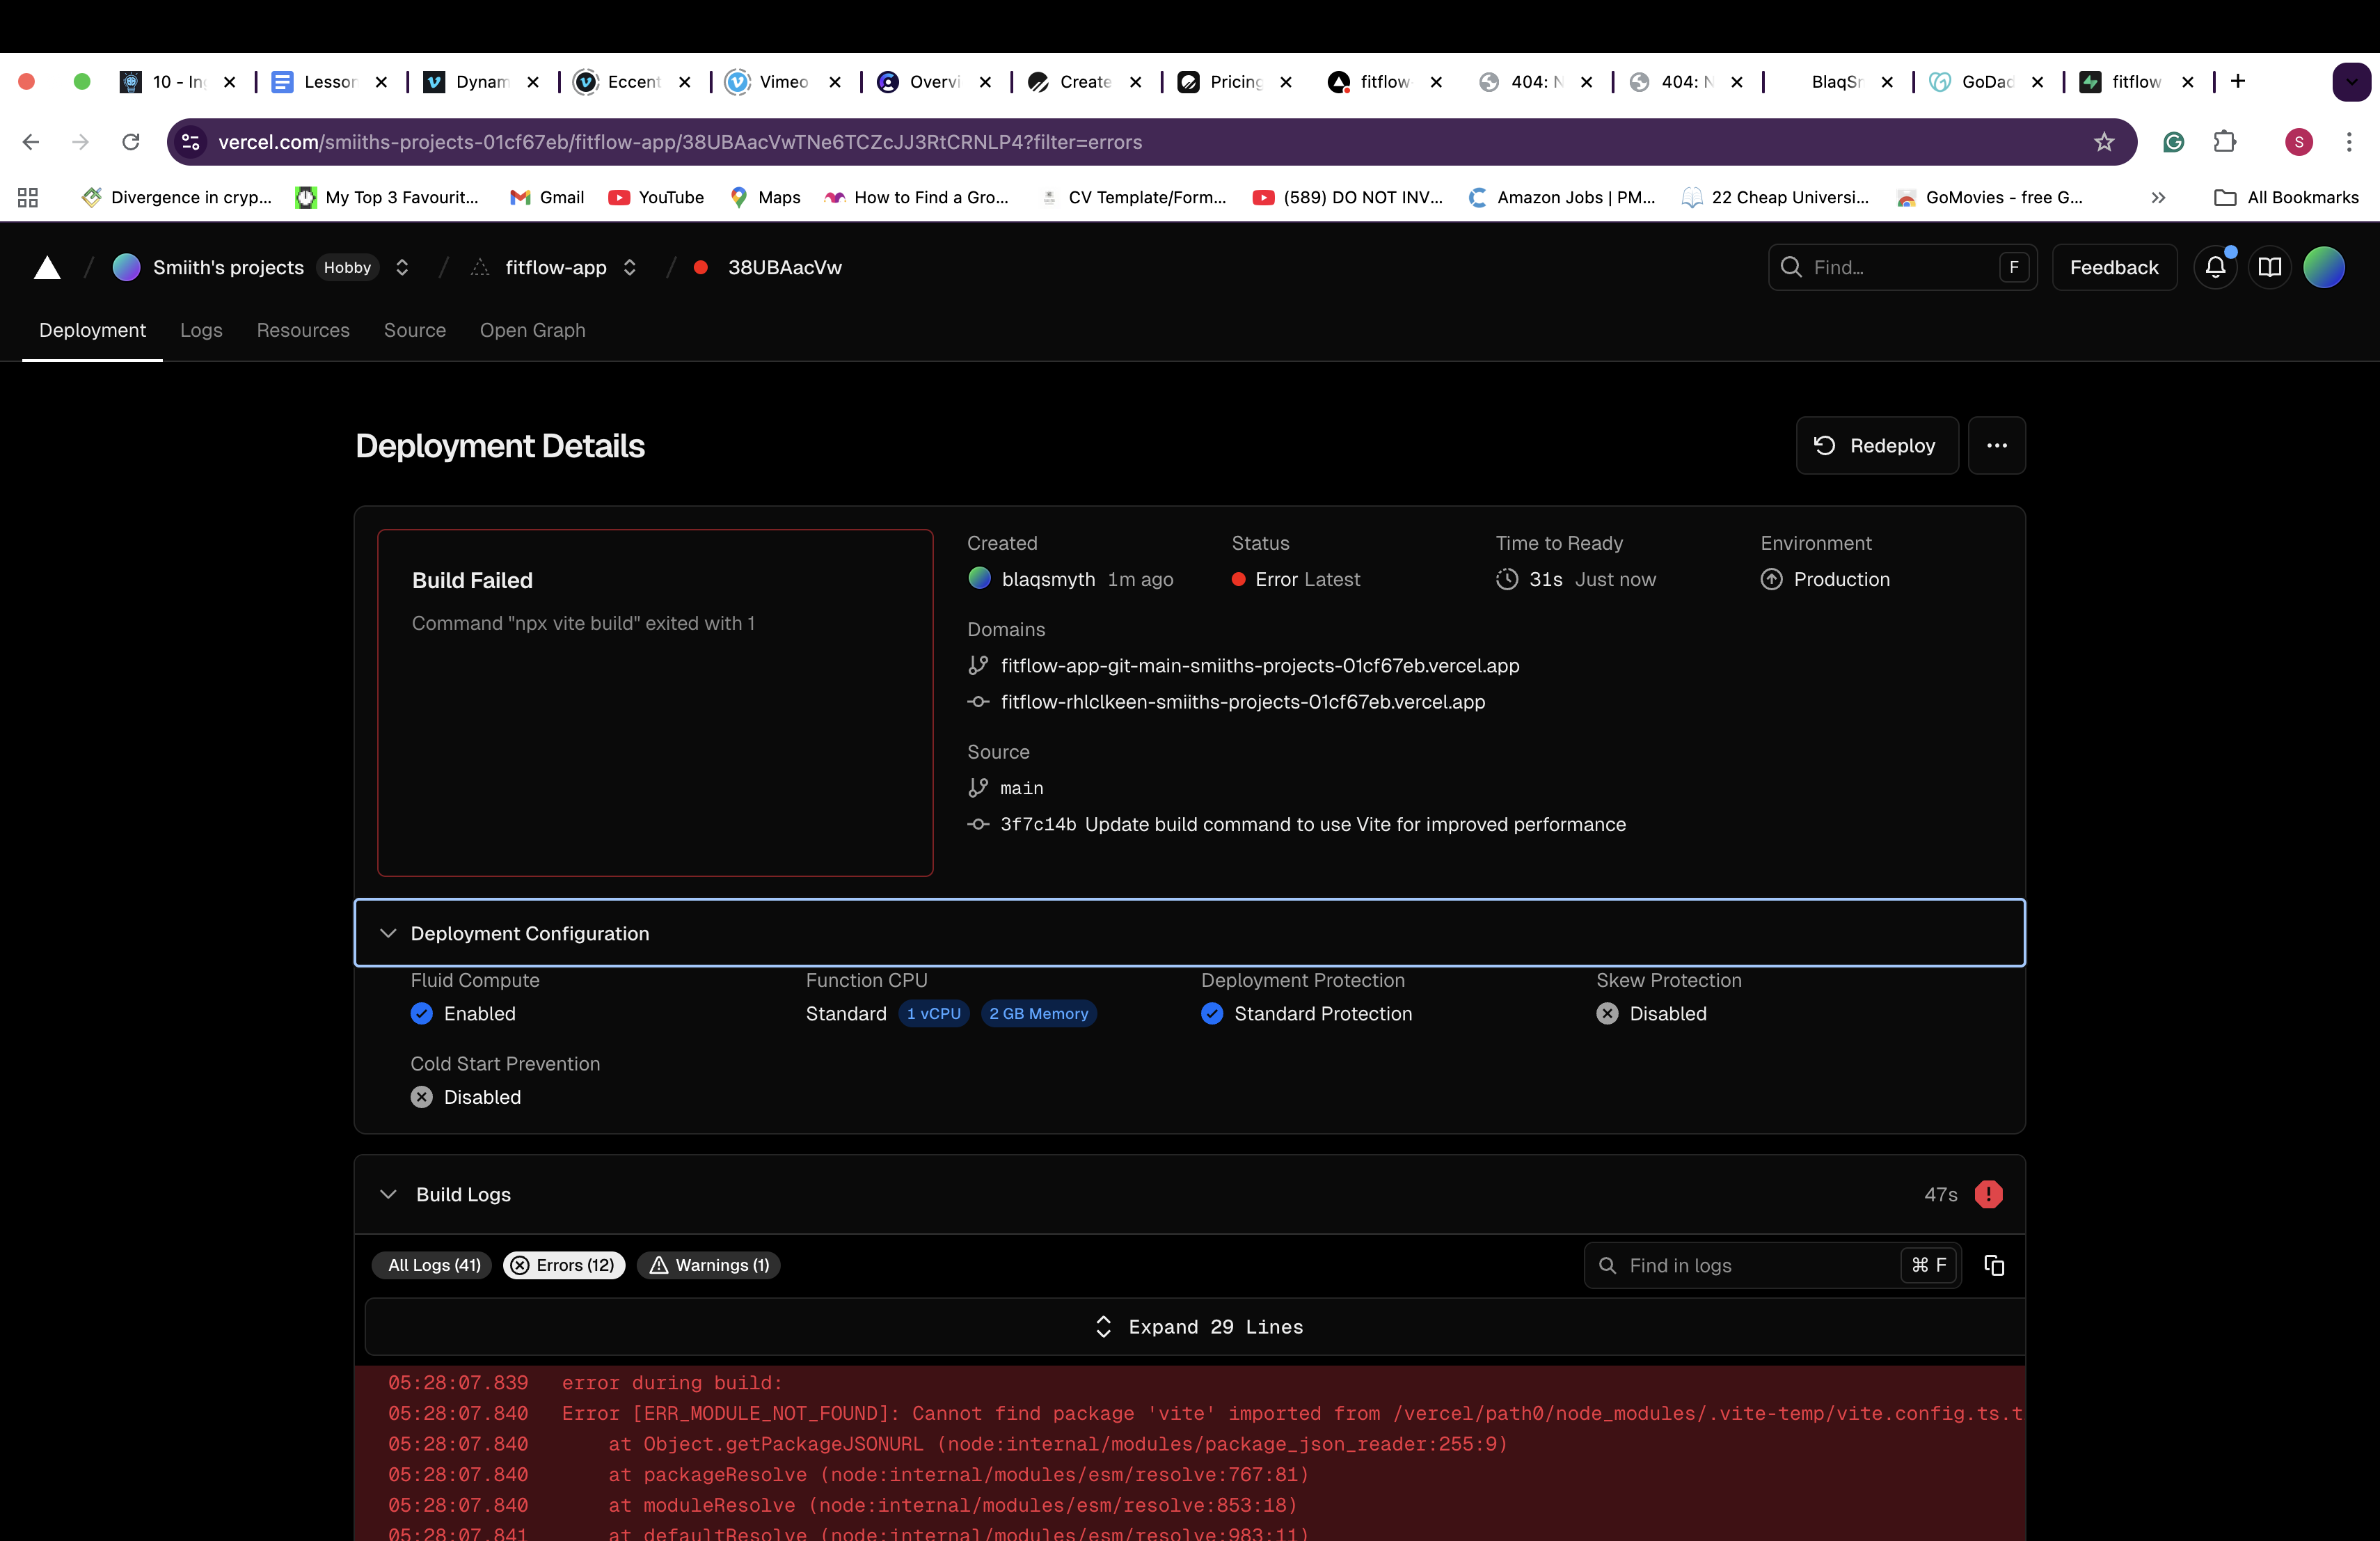 10 - In
Lesson
Dynam
Eccent
Vimeo
Overvi
Create
Pricing
fitflow
404: N
404: N
BlaqSr
GoDad
fitflow
vercel.com/smiiths-projects-01cf67eb/fitflow-app/38UBAacVwTNe6TCZcJJ3RtCRNLP4?filter=errors
S
Divergence in cryp...
My Top 3 Favourit...
Gmail
YouTube
Maps
How to Find a Gro...
CV Template/Form...
(589) DO NOT INV...
Amazon Jobs | PM...
22 Cheap Universi...
GoMovies - free G...
All Bookmarks
Smiith's projects Hobby / fitflow-app / 38UBAacVw
Find... F
Feedback
Deployment Logs Resources Source Open Graph
Deployment Details
Redeploy
Build Failed
Command "npx vite build" exited with 1
Created Status Time to Ready Environment
blaqsmyth 1m ago Error Latest 31s Just now Production
Domains
fitflow-app-git-main-smiiths-projects-01cf67eb.vercel.app
fitflow-rhlclkeen-smiiths-projects-01cf67eb.vercel.app
Source
main
3f7c14b Update build command to use Vite for improved performance
Deployment Configuration
Fluid Compute Function CPU Deployment Protection Skew Protection
Enabled Standard 1 vCPU 2 GB Memory Standard Protection Disabled
Cold Start Prevention
Disabled
Build Logs 47s
All Logs (41) Errors (12) Warnings (1) Find in logs ⌘ F
Expand 29 Lines
05:28:07.839 error during build:
05:28:07.840 Error [ERR_MODULE_NOT_FOUND]: Cannot find package 'vite' imported from /vercel/path0/node_modules/.vite-temp/vite.config.ts.t
05:28:07.840 at Object.getPackageJSONURL (node:internal/modules/package_json_reader:255:9)
05:28:07.840 at packageResolve (node:internal/modules/esm/resolve:767:81)
05:28:07.840 at moduleResolve (node:internal/modules/esm/resolve:853:18)
05:28:07.841 at defaultResolve (node:internal/modules/esm/resolve:983:11)